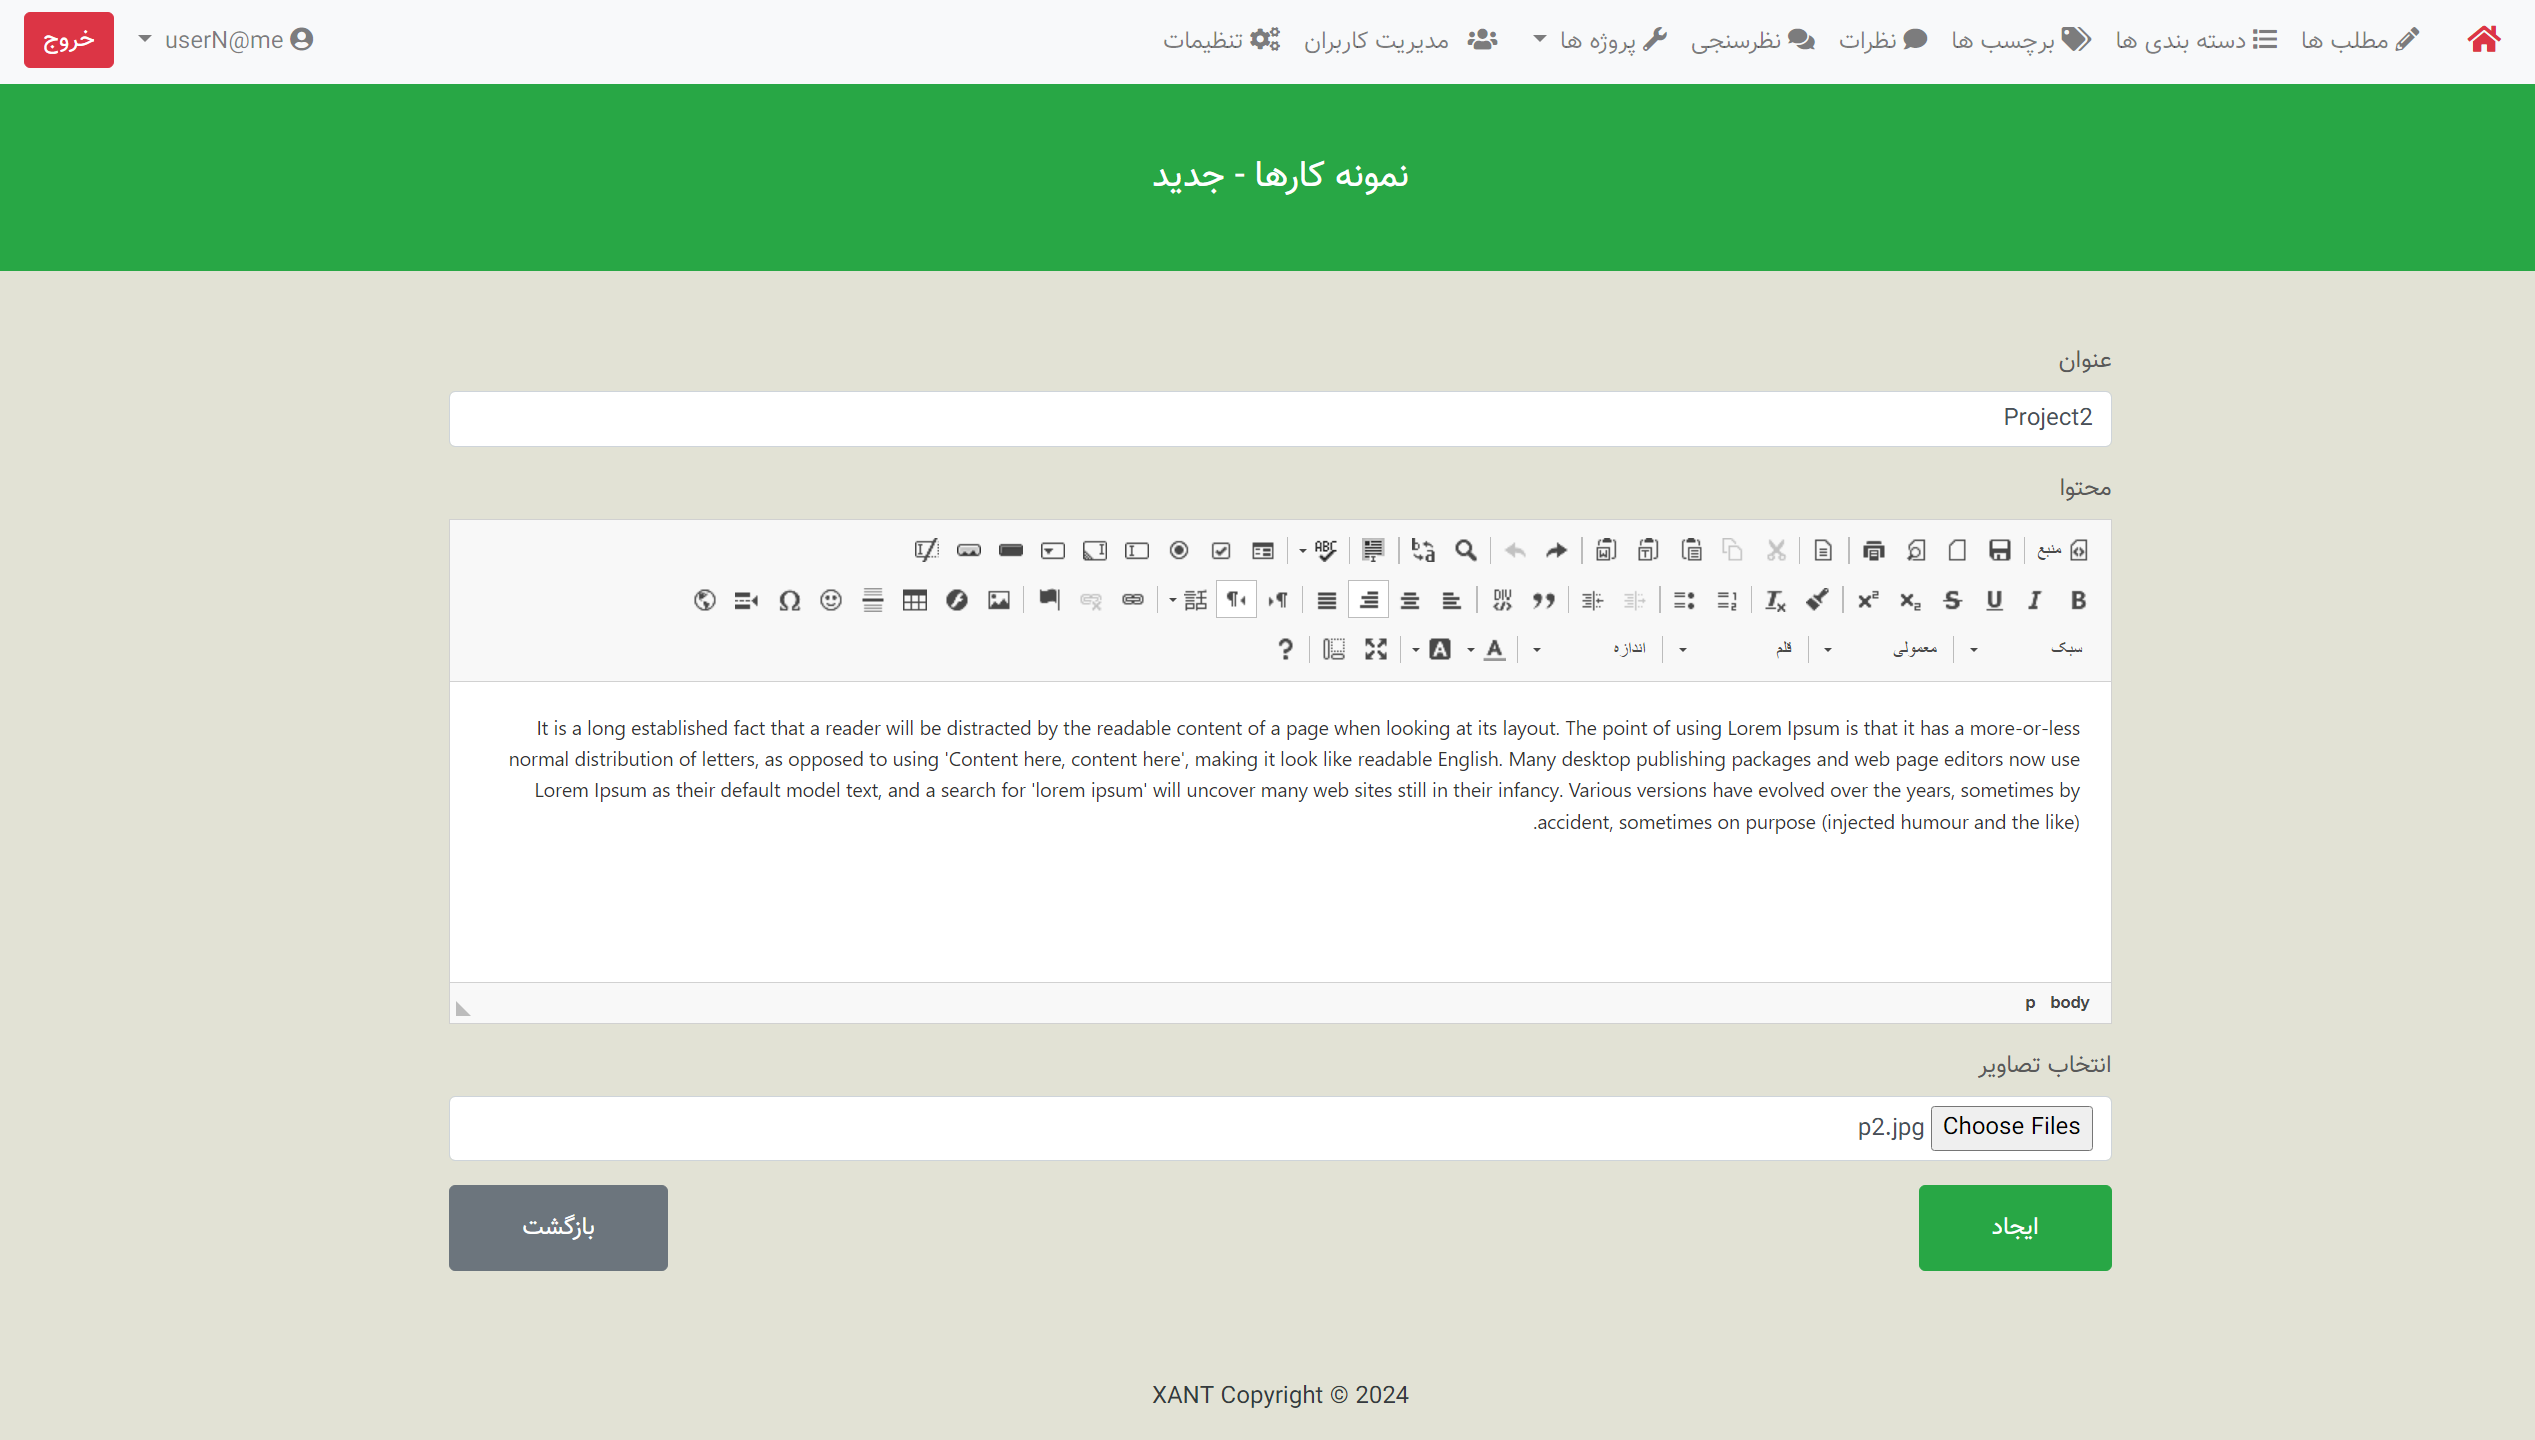 مطلب ها دسته بندی ها برچسب ها نظرات نظرسنجی پروژه ها مدیریت کاربران تنظیمات userN@me خروج
نمونه کارها - جدید
عنوان
Project2
محتوا
منبع
سبک معمولی قلم اندازه
It is a long established fact that a reader will be distracted by the readable content of a page when looking at its layout. The point of using Lorem Ipsum is that it has a more-or-less
normal distribution of letters, as opposed to using 'Content here, content here', making it look like readable English. Many desktop publishing packages and web page editors now use
Lorem Ipsum as their default model text, and a search for 'lorem ipsum' will uncover many web sites still in their infancy. Various versions have evolved over the years, sometimes by
.accident, sometimes on purpose (injected humour and the like)
body p
انتخاب تصاویر
Choose Files p2.jpg
ایجاد بازگشت
XANT Copyright © 2024